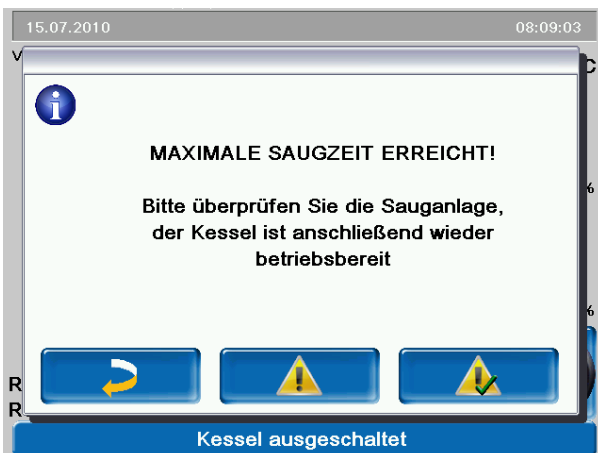 15.07.2010 08:09:03
V
C
MAXIMALE SAUGZEIT ERREICHT!
%
Bitte überprüfen Sie die Sauganlage,
der Kessel ist anschließend wieder
betriebsbereit
%
R
R
Kessel ausgeschaltet